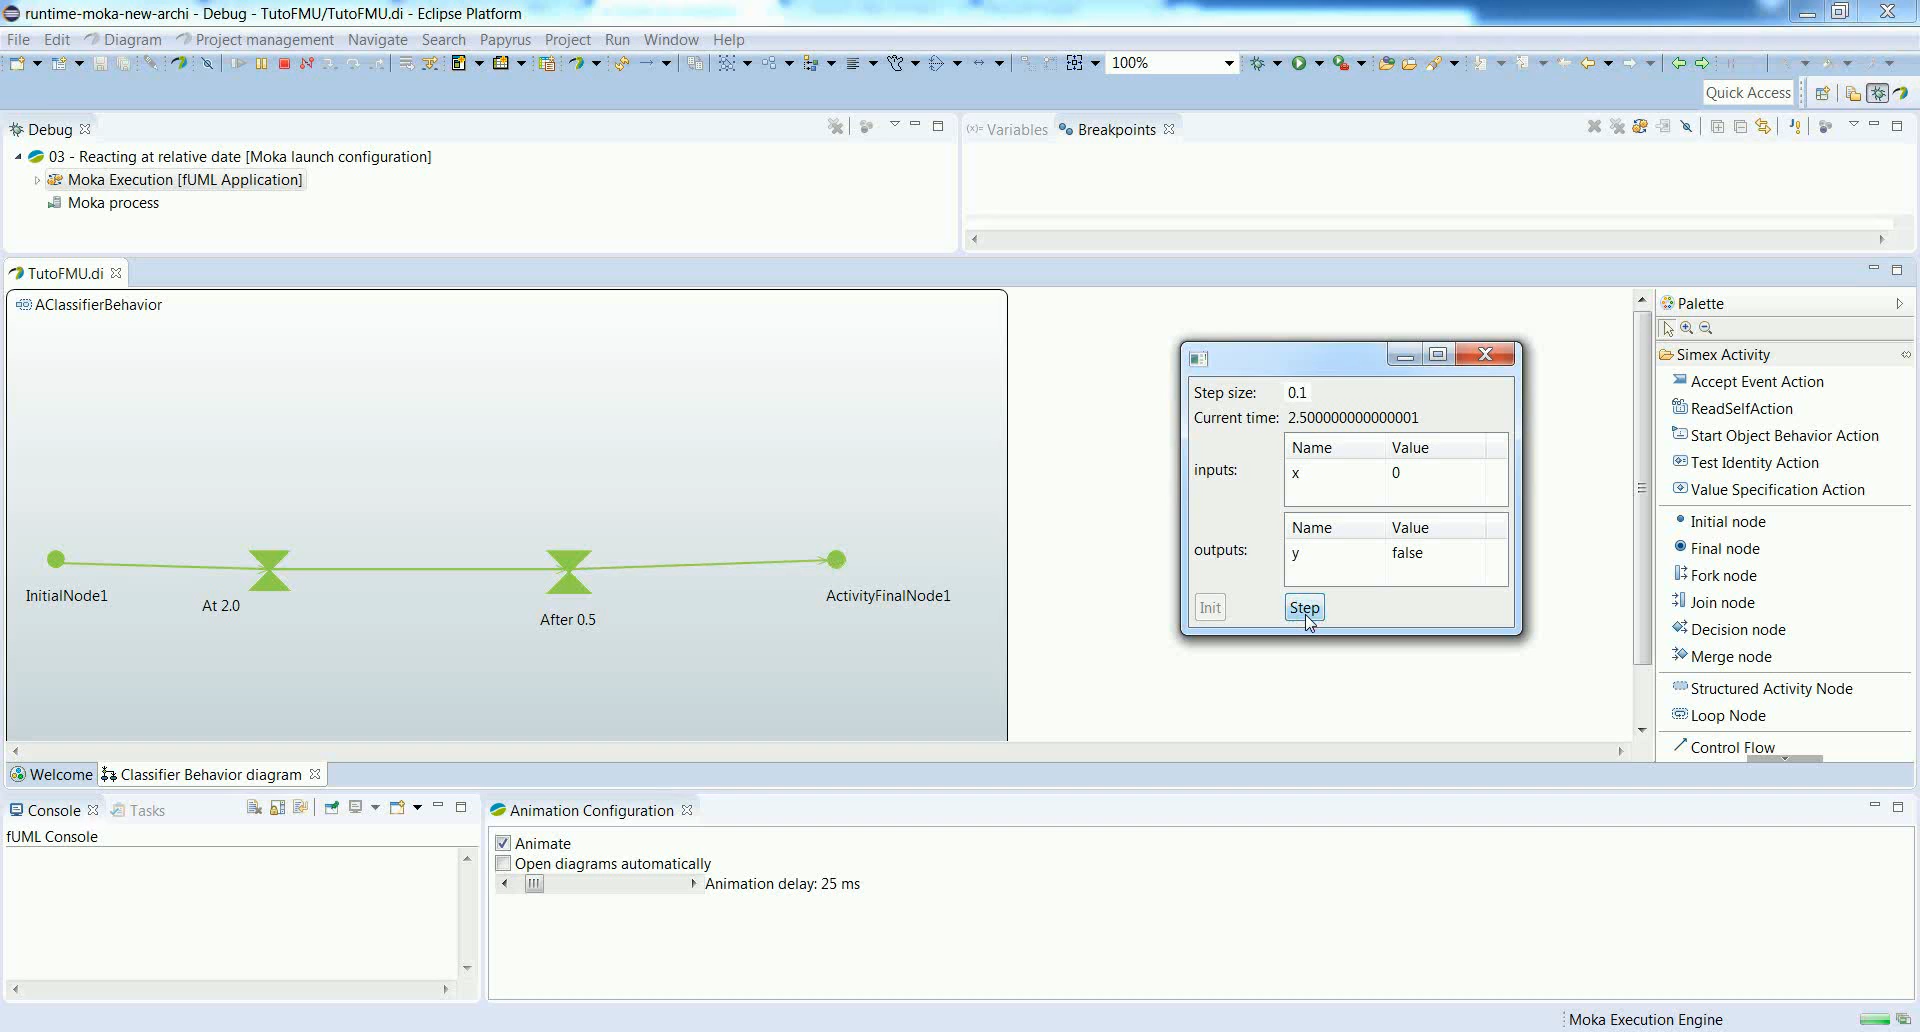 runtime-moka-new-archi - Debug - TutoFMU/TutoFMU.di - Eclipse Platform
File Edit Diagram Project management Navigate Search Papyrus Project Run Window Help
100%
Quick Access
Debug
(x)= Variables Breakpoints
03 - Reacting at relative date [Moka launch configuration]
Moka Execution [fUML Application]
Moka process
TutoFMU.di
AClassifierBehavior
InitialNode1
At 2.0
After 0.5
ActivityFinalNode1
Step size: 0.1
Current time: 2.500000000000001
Name Value
inputs:
x 0
Name Value
outputs:
y false
Init Step
Palette
Simex Activity
Accept Event Action
ReadSelfAction
Start Object Behavior Action
Test Identity Action
Value Specification Action
Initial node
Final node
Fork node
Join node
Decision node
Merge node
Structured Activity Node
Loop Node
Control Flow
Welcome Classifier Behavior diagram
Console Tasks
fUML Console
Animation Configuration
Animate
Open diagrams automatically
Animation delay: 25 ms
Moka Execution Engine